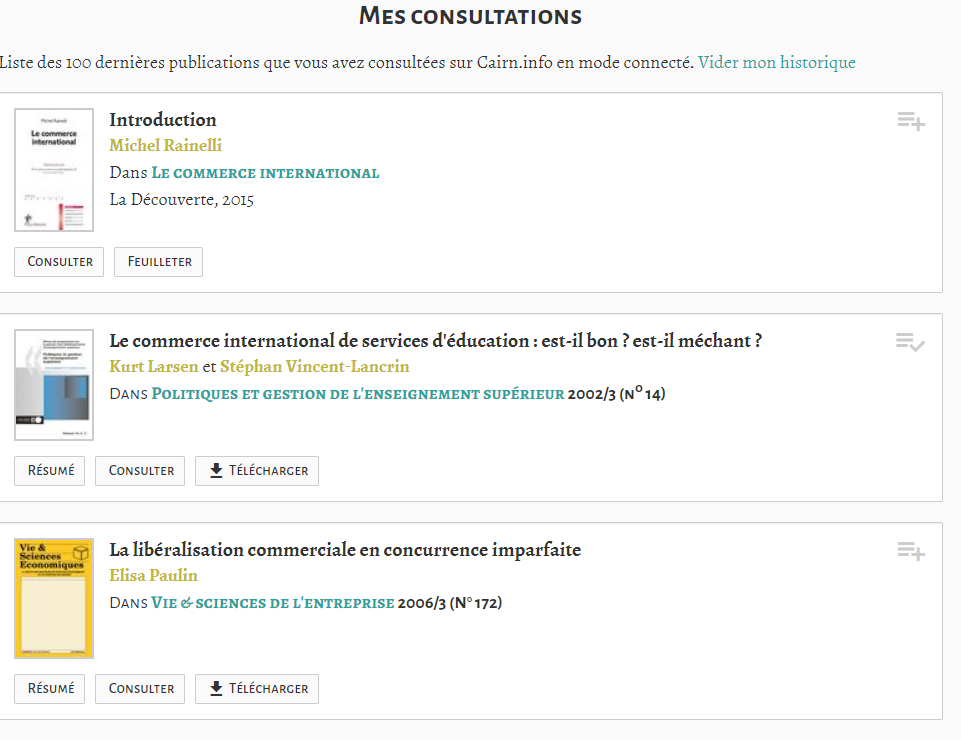 Mes consultations
Liste des 100 dernières publications que vous avez consultées sur Cairn.info en mode connecté. Vider mon historique
Michel Rainelli
Le commerce
international
Introduction
Michel Rainelli
Dans Le commerce international
La Découverte, 2015
Consulter
Feuilleter
Le commerce international de services d'éducation : est-il bon ? est-il méchant ?
Kurt Larsen et Stéphan Vincent-Lancrin
Dans Politiques et gestion de l'enseignement supérieur 2002/3 (no 14)
Résumé
Consulter
Télécharger
Vie &
Sciences
Economiques
La libéralisation commerciale en concurrence imparfaite
Elisa Paulin
Dans Vie & sciences de l'entreprise 2006/3 (N° 172)
Résumé
Consulter
Télécharger